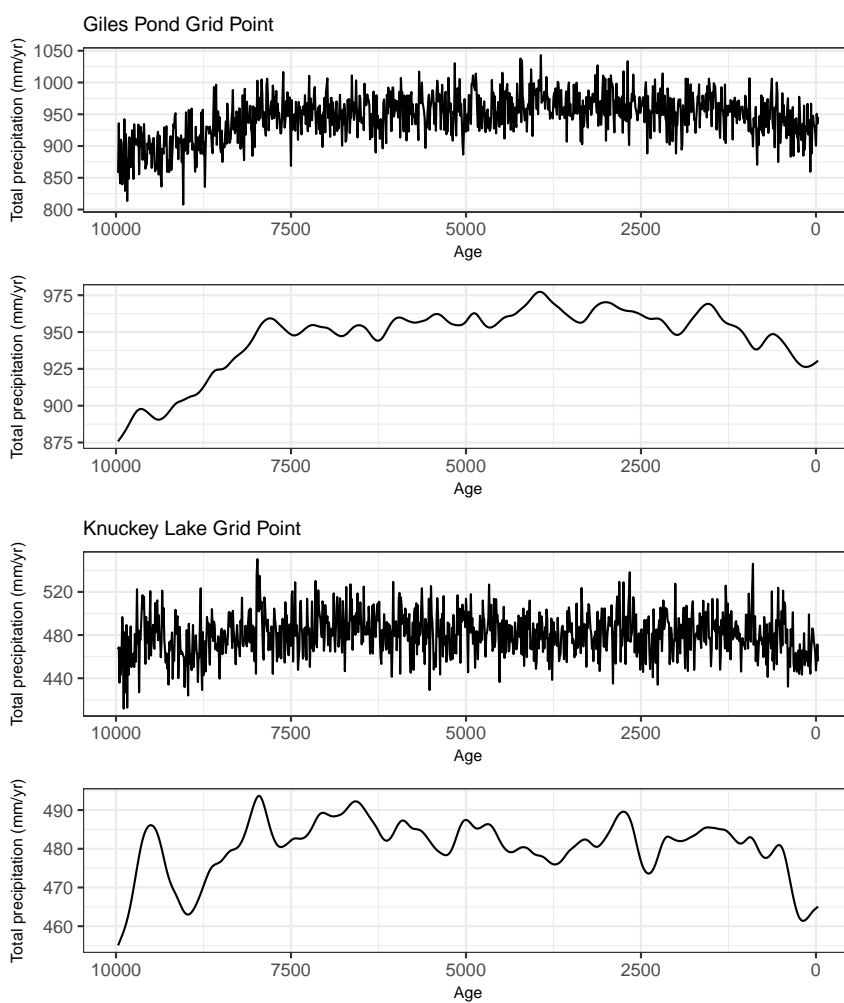 Giles Pond Grid Point
Total precipitation (mm/yr)
1050
1000
950
900
850
800
10000 7500 5000 2500 0
Age
Total precipitation (mm/yr)
975
950
925
900
875
10000 7500 5000 2500 0
Age
Knuckey Lake Grid Point
Total precipitation (mm/yr)
520
480
440
10000 7500 5000 2500 0
Age
Total precipitation (mm/yr)
490
480
470
460
10000 7500 5000 2500 0
Age